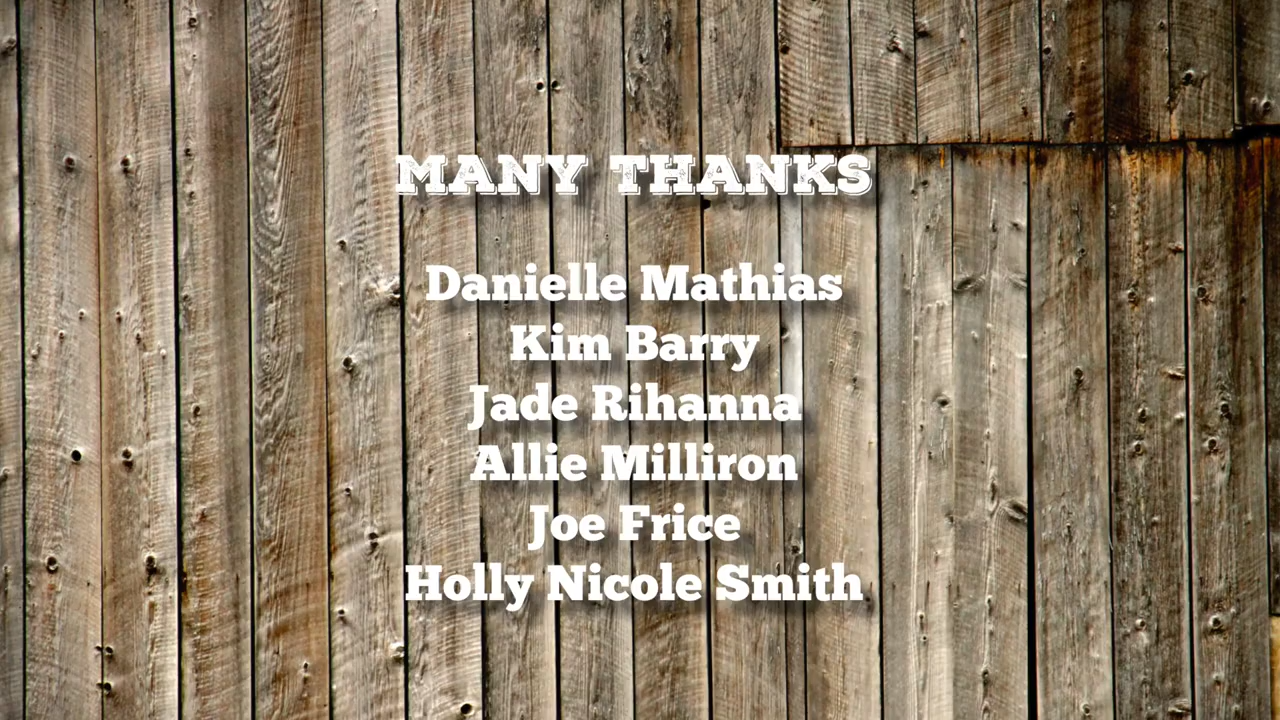 MANY THANKS
Danielle Mathias
Kim Barry
Jade Rihanna
Allie Milliron
Joe Frice
Holly Nicole Smith